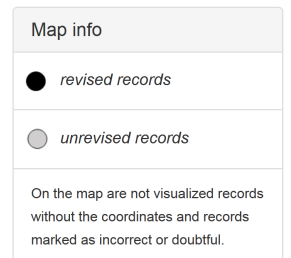 Map info
revised records
unrevised records
On the map are not visualized records
without the coordinates and records
marked as incorrect or doubtful.